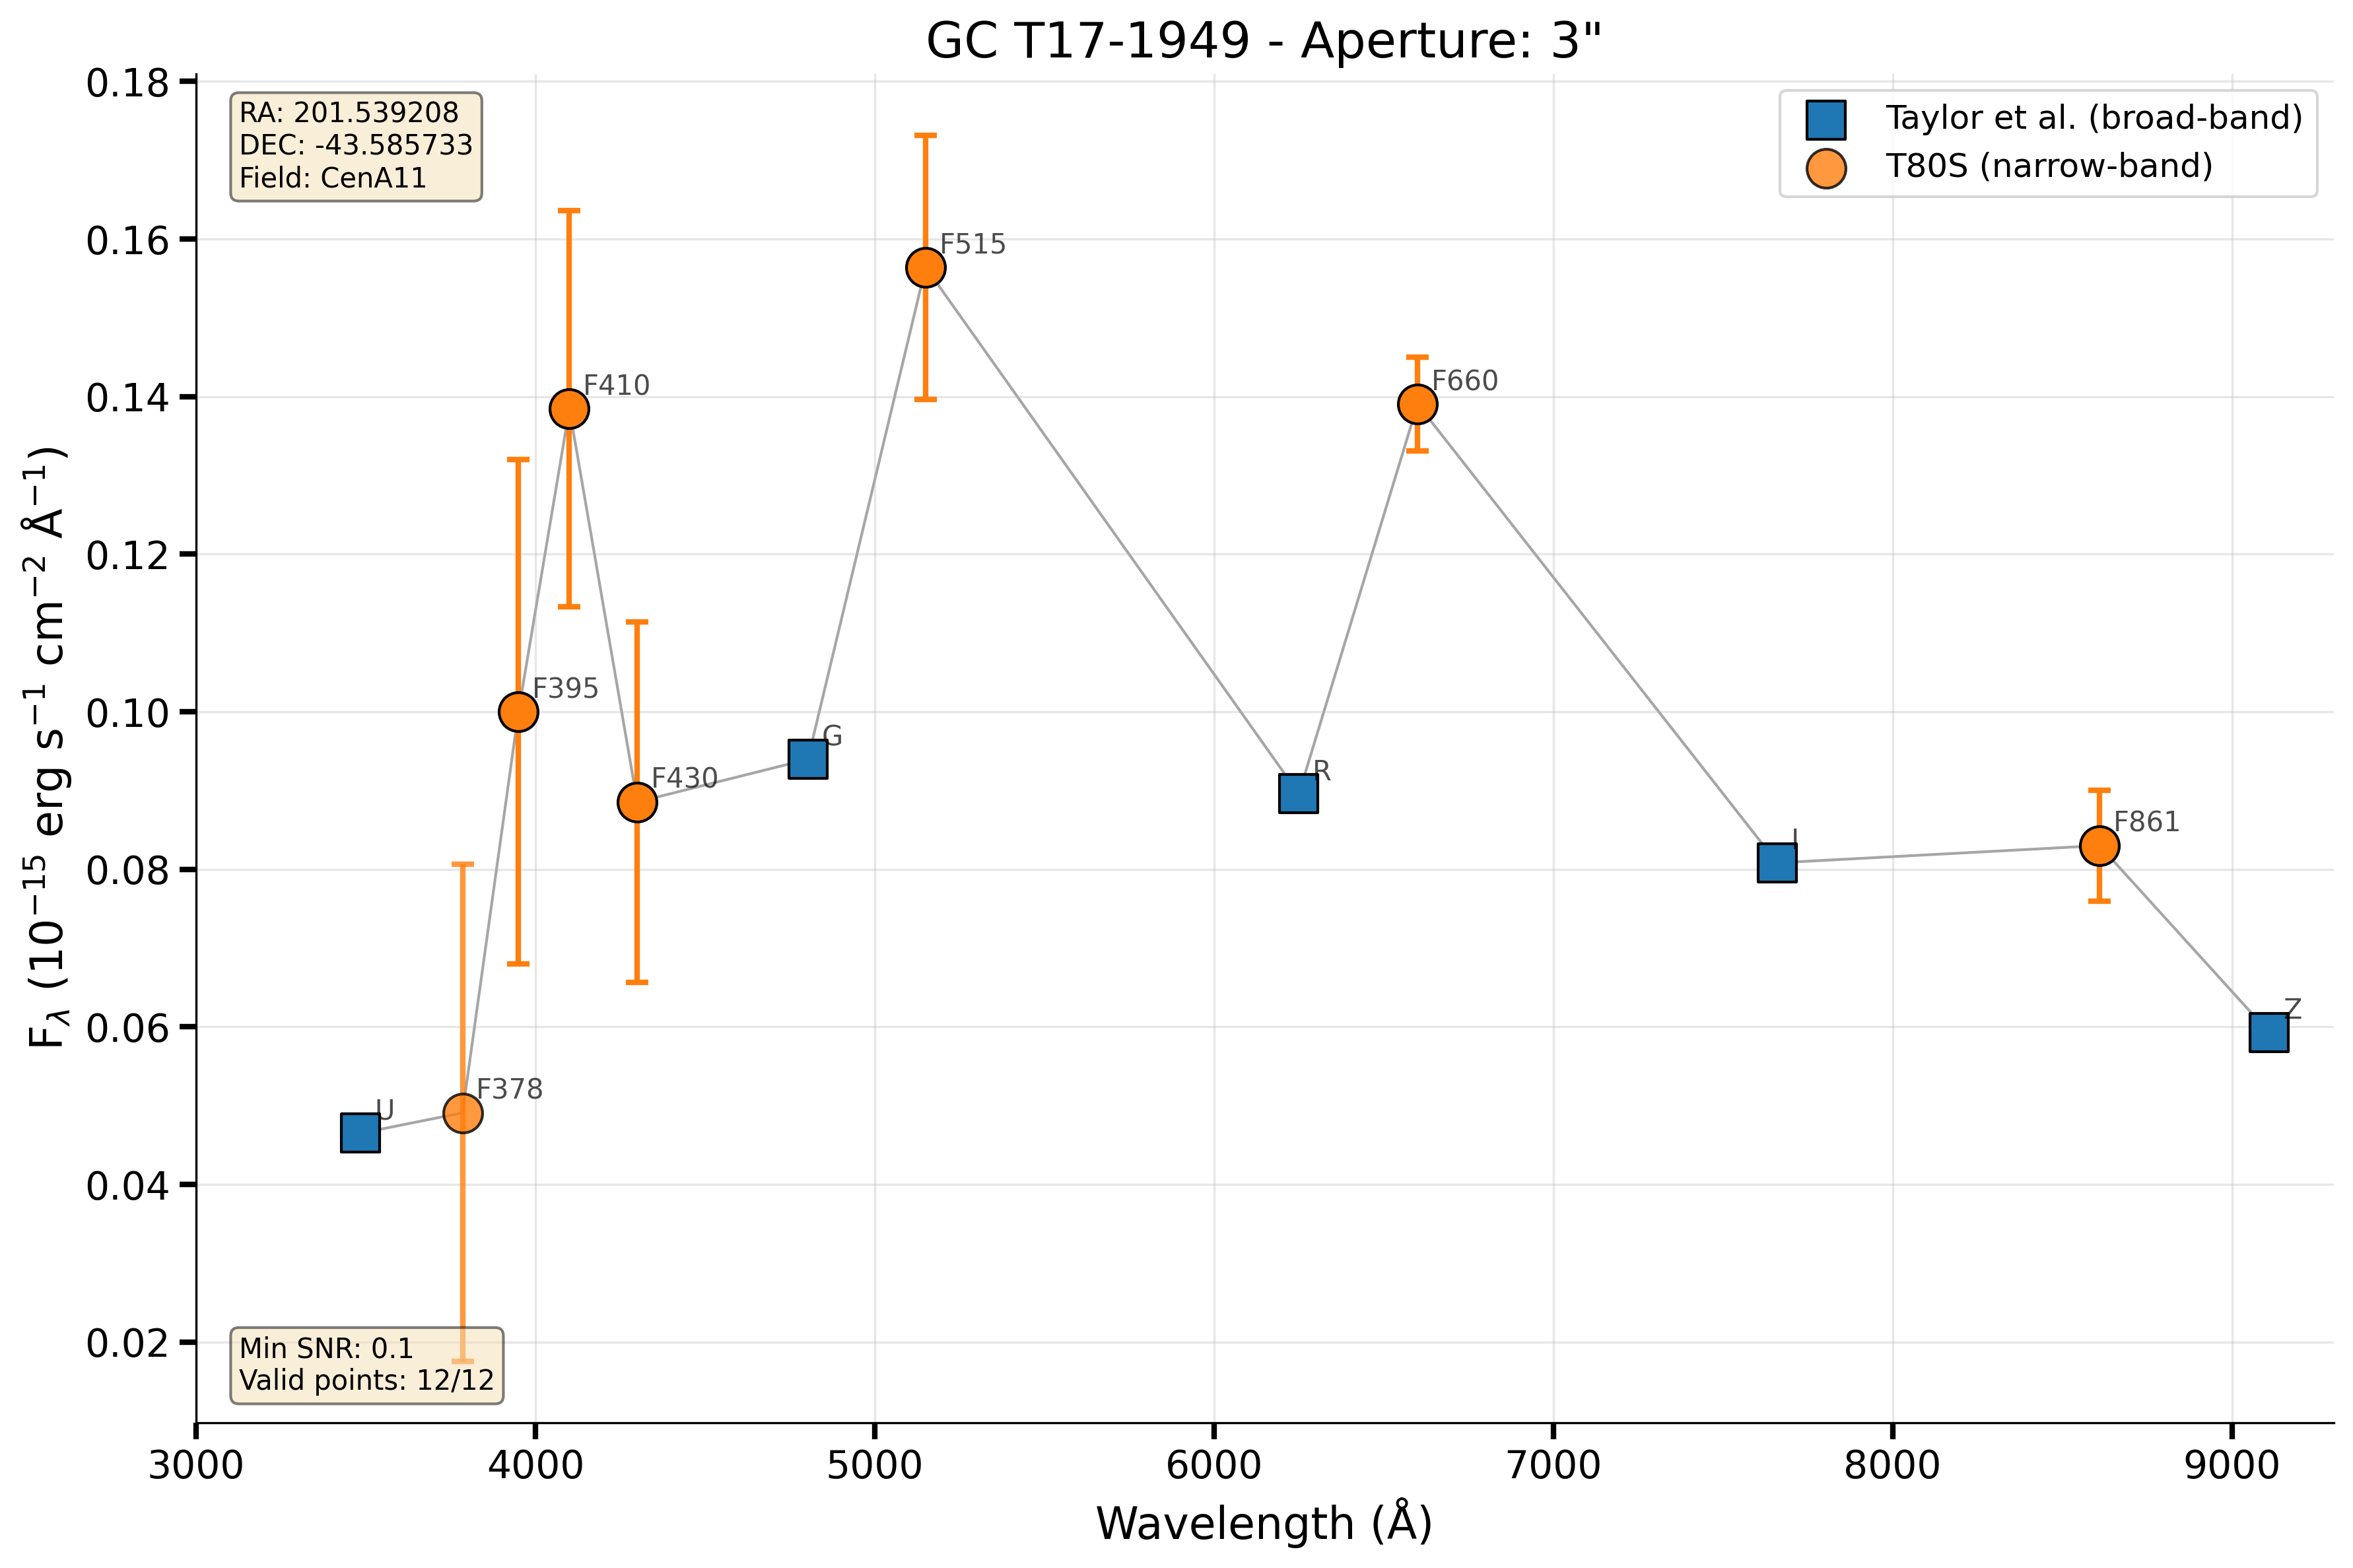 GC T17-1949 - Aperture: 3"
RA: 201.539208
DEC: -43.585733
Field: CenA11
Taylor et al. (broad-band)
T80S (narrow-band)
0.18
0.16
0.14
0.12
0.10
0.08
0.06
0.04
0.02
F515
F410
F660
F395
G
F430
R
I
F861
Z
U
F378
Min SNR: 0.1
Valid points: 12/12
3000 4000 5000 6000 7000 8000 9000
Wavelength (Å)
Fλ (10⁻¹⁵ erg s⁻¹ cm⁻² Å⁻¹)